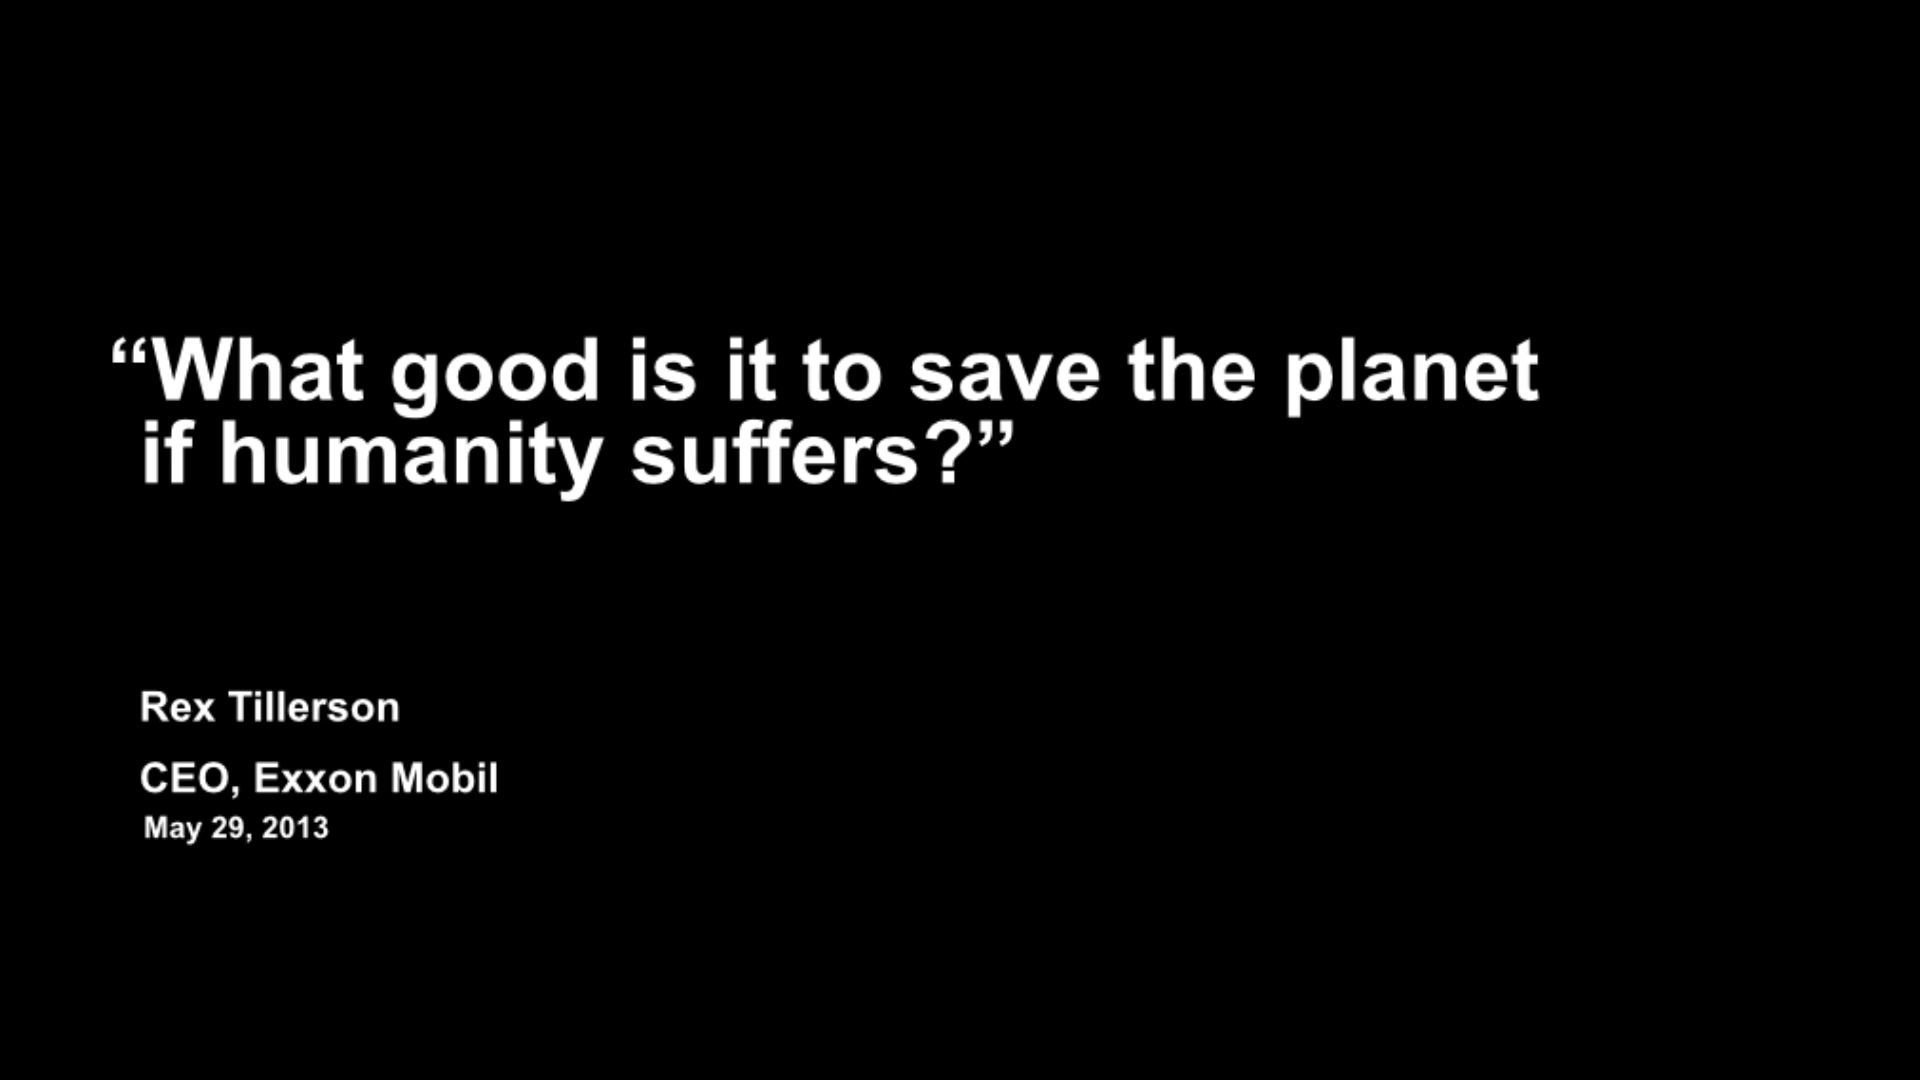 “What good is it to save the planet
if humanity suffers?”
Rex Tillerson
CEO, Exxon Mobil
May 29, 2013